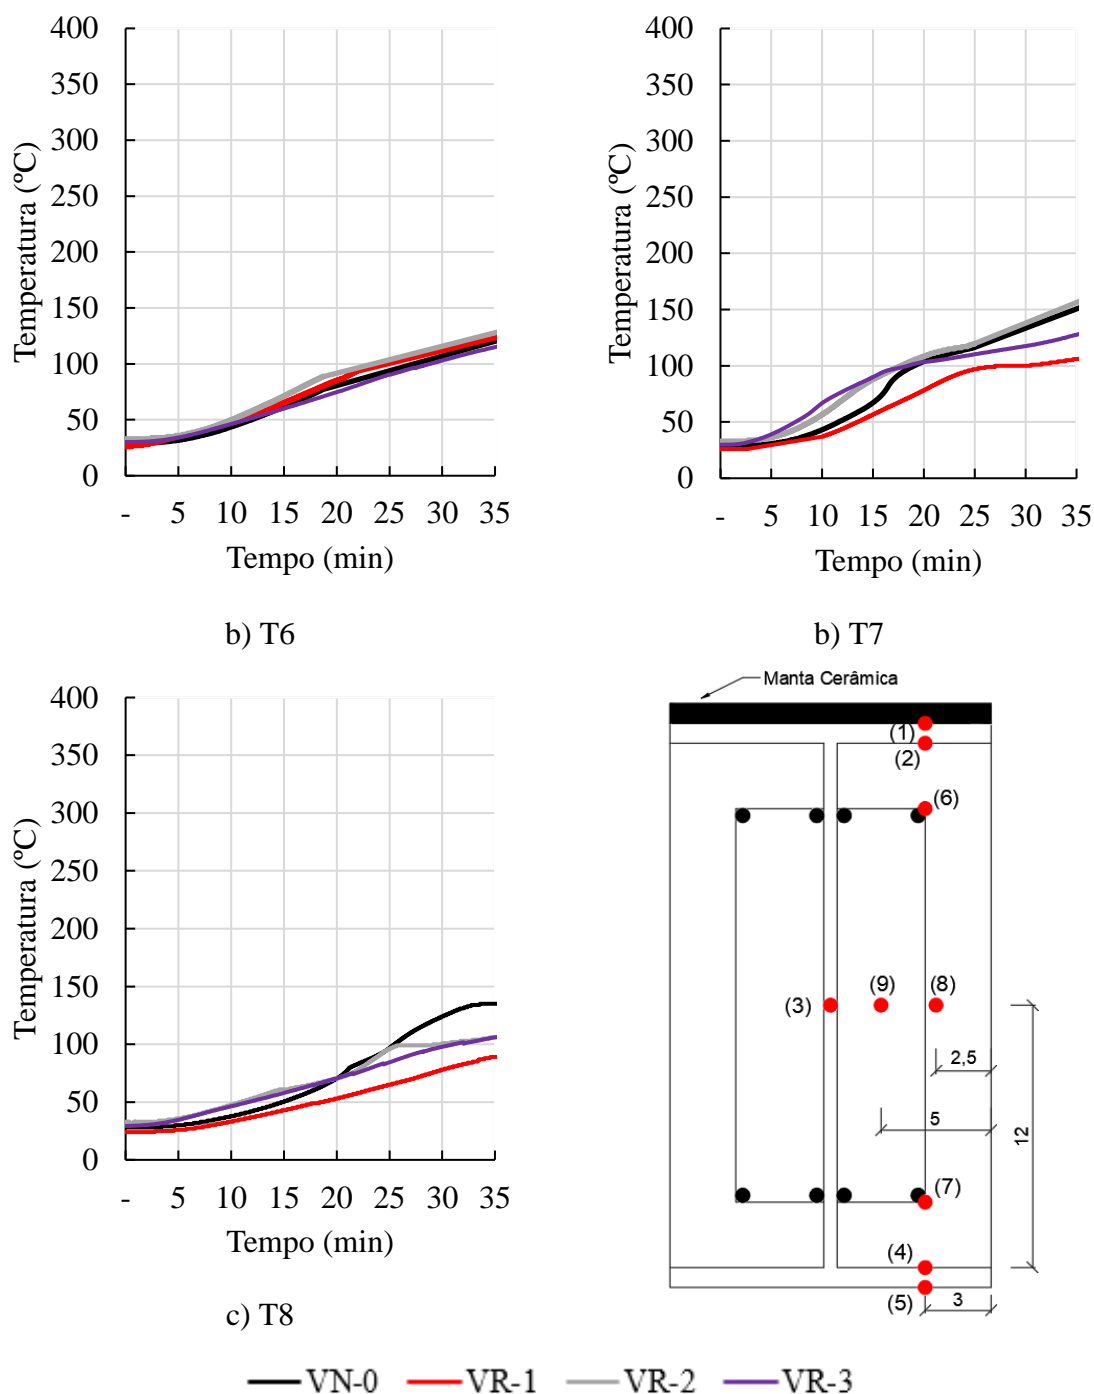 400
350
300
250
200
150
100
50
0
Temperatura (ºC)
- 5 10 15 20 25 30 35
Tempo (min)
b) T6
400
350
300
250
200
150
100
50
0
Temperatura (ºC)
- 5 10 15 20 25 30 35
Tempo (min)
b) T7
400
350
300
250
200
150
100
50
0
Temperatura (ºC)
- 5 10 15 20 25 30 35
Tempo (min)
c) T8
Manta Cerâmica
(1)
(2)
(6)
(3) (9) (8)
2,5
5
12
(7)
(4)
(5) 3
VN-0 VR-1 VR-2 VR-3